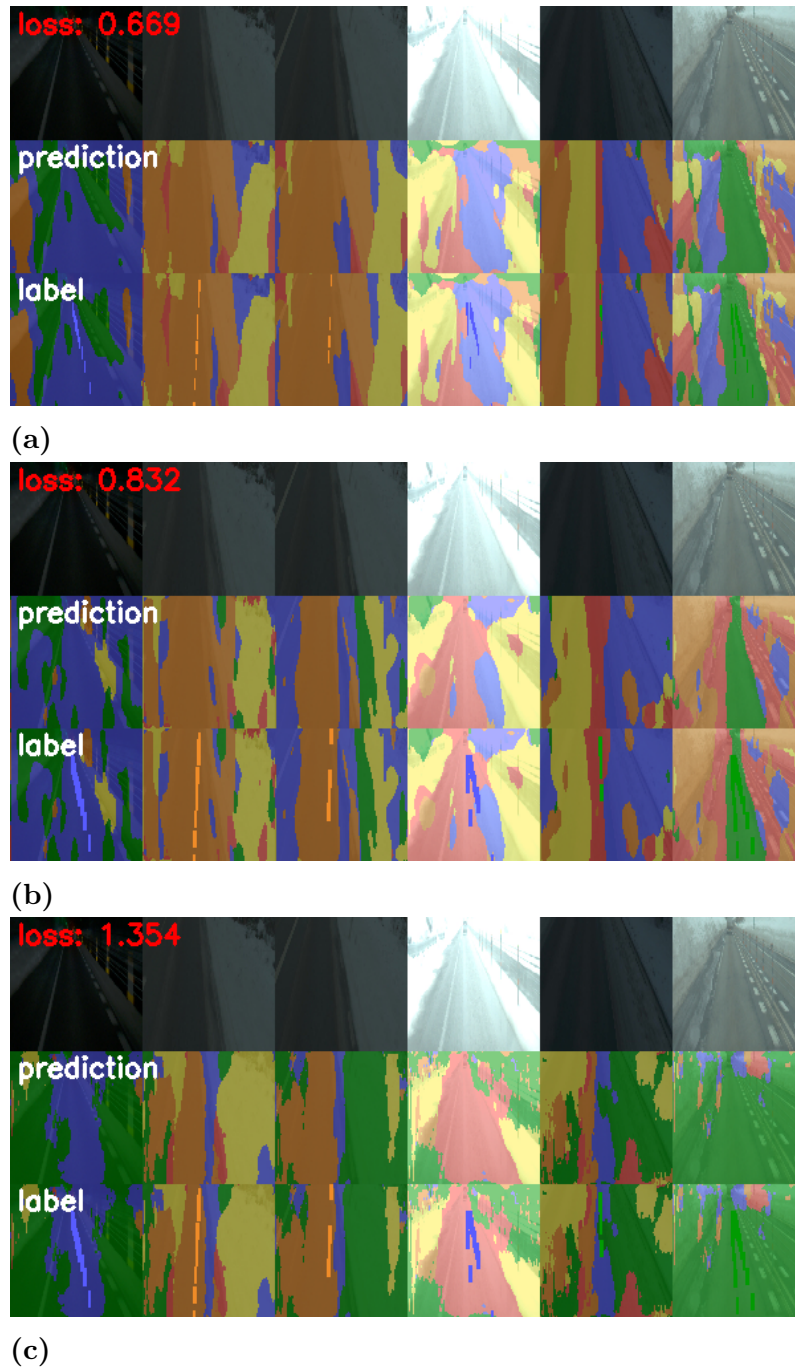 loss: 0.669
prediction
label
(a)
loss: 0.832
prediction
label
(b)
loss: 1.354
prediction
label
(c)